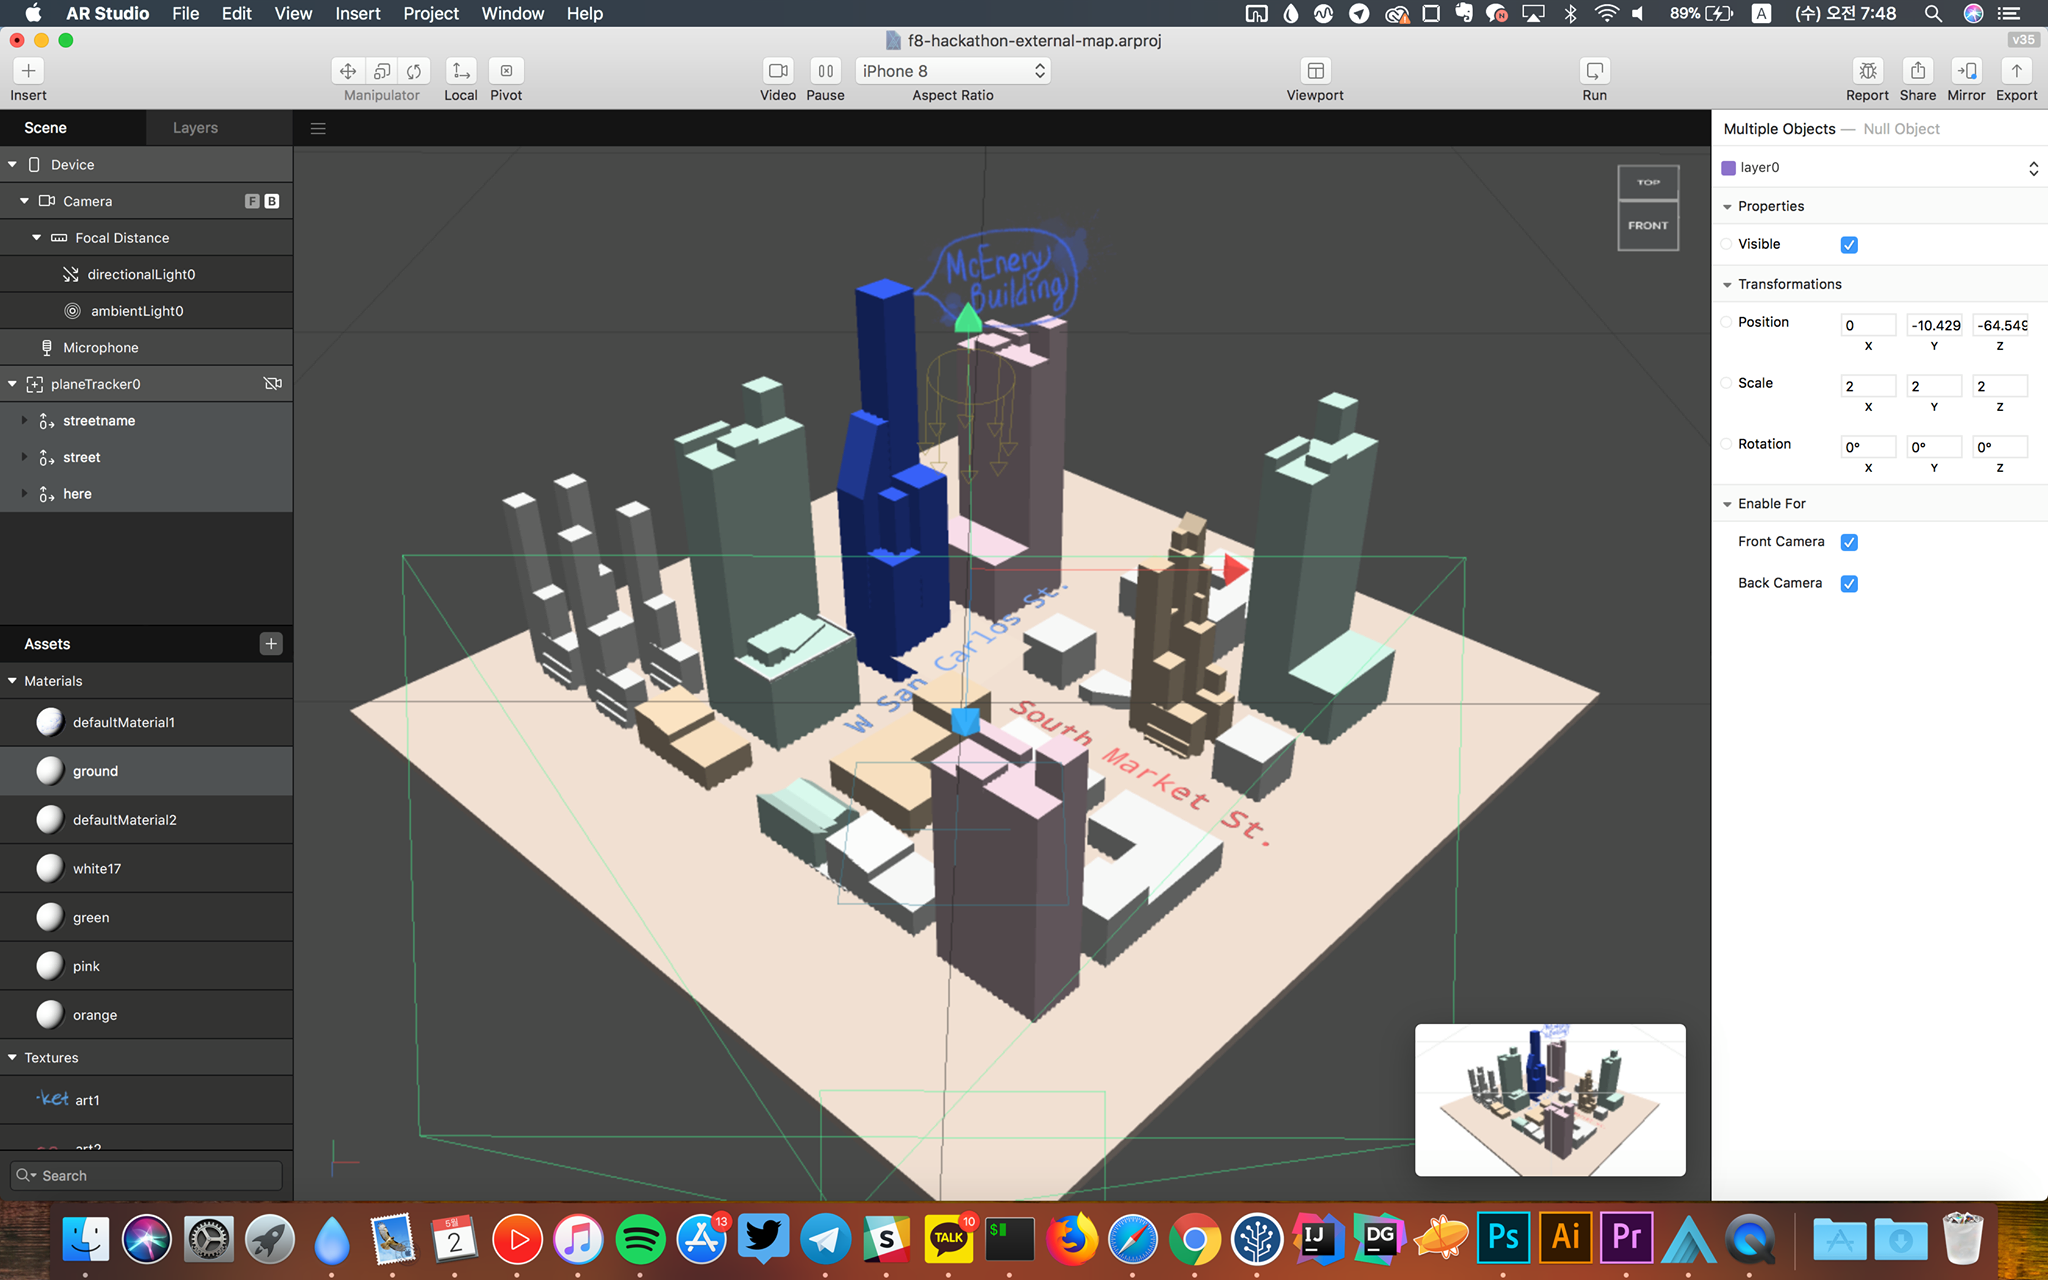 AR Studio File Edit View Insert Project Window Help
89% A (수) 오전 7:48
f8-hackathon-external-map.arproj
v35
iPhone 8
Insert Manipulator Local Pivot Video Pause Aspect Ratio Viewport Run Report Share Mirror Export
Scene Layers
Device
Camera F B
Focal Distance
directionalLight0
ambientLight0
Microphone
planeTracker0
streetname
street
here
Assets
Materials
defaultMaterial1
ground
defaultMaterial2
white17
green
pink
orange
Textures
·ket art1
art2
Search
TOP
FRONT
McEnery
Building
W San Carlos St.
South Market St.
Multiple Objects — Null Object
layer0
Properties
Visible
Transformations
Position 0 -10.429 -64.549
X Y Z
Scale 2 2 2
X Y Z
Rotation 0° 0° 0°
X Y Z
Enable For
Front Camera
Back Camera
5월
2
13
S
TALK
10
$
IJ
DG
Ps
Ai
Pr